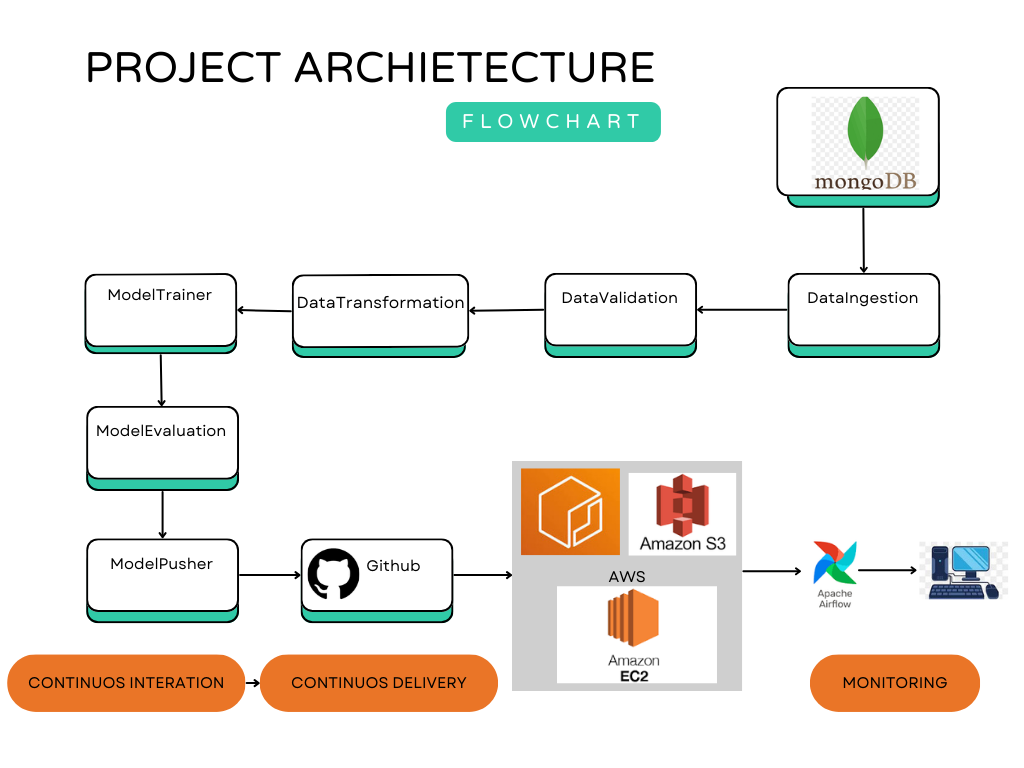 PROJECT ARCHIETECTURE
FLOWCHART
mongoDB
ModelTrainer
DataTransformation
DataValidation
DataIngestion
ModelEvaluation
ModelPusher
Github
Amazon S3
AWS
Amazon
EC2
Apache
Airflow
CONTINUOS INTERATION
CONTINUOS DELIVERY
MONITORING